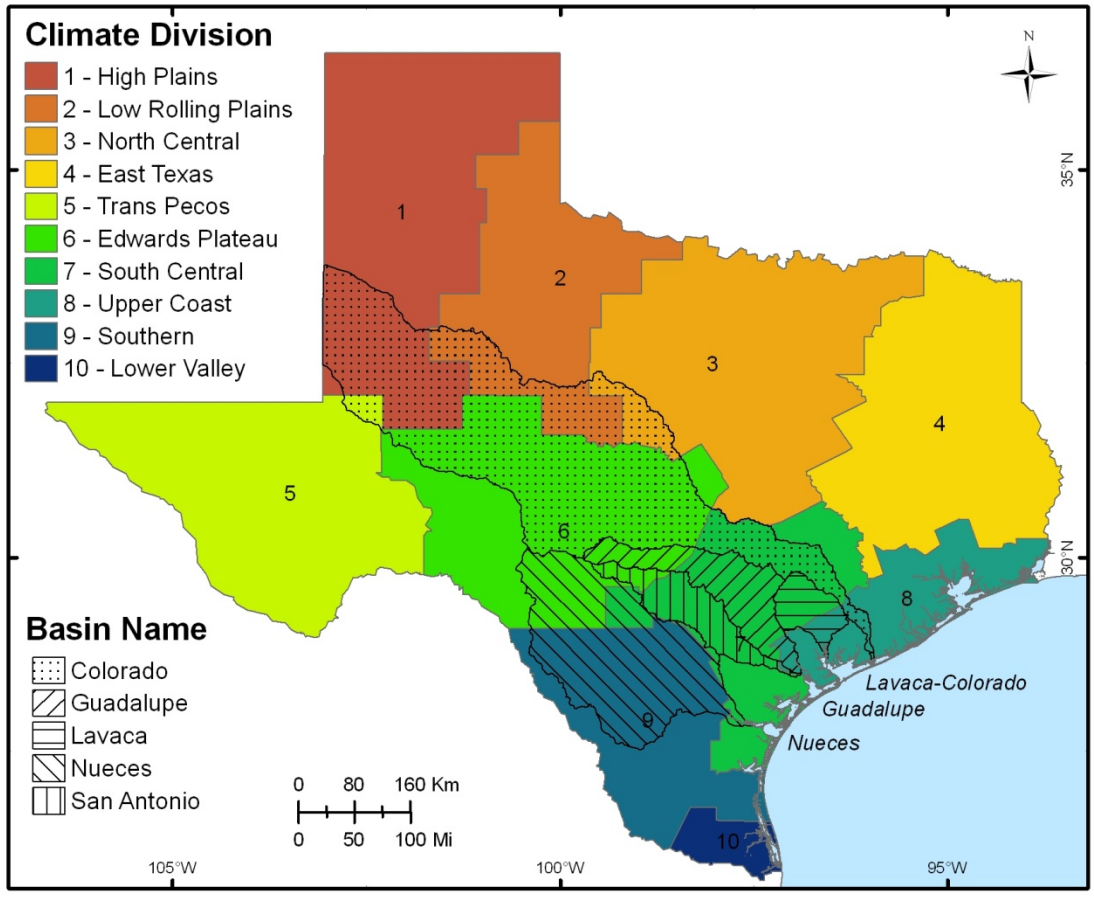 Climate Division
1 - High Plains
2 - Low Rolling Plains
3 - North Central
4 - East Texas
5 - Trans Pecos
6 - Edwards Plateau
7 - South Central
8 - Upper Coast
9 - Southern
10 - Lower Valley
N
35°N
1
2
3
4
5
6
30°N
8
Basin Name
Colorado
Guadalupe
Lavaca
Nueces
San Antonio
Lavaca-Colorado
Guadalupe
Nueces
9
0 80 160 Km
0 50 100 Mi
10
105°W 100°W 95°W